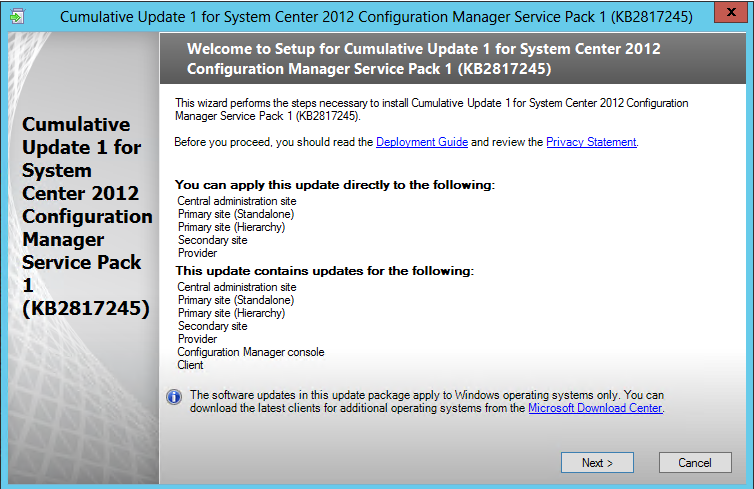 Cumulative Update 1 for System Center 2012 Configuration Manager Service Pack 1 (KB2817245)
x
Cumulative
Update 1 for
System
Center 2012
Configuration
Manager
Service Pack
1
(KB2817245)
Welcome to Setup for Cumulative Update 1 for System Center 2012
Configuration Manager Service Pack 1 (KB2817245)
This wizard performs the steps necessary to install Cumulative Update 1 for System Center 2012 Configuration
Manager Service Pack 1 (KB2817245).
Before you proceed, you should read the Deployment Guide and review the Privacy Statement.
You can apply this update directly to the following:
Central administration site
Primary site (Standalone)
Primary site (Hierarchy)
Secondary site
Provider
This update contains updates for the following:
Central administration site
Primary site (Standalone)
Primary site (Hierarchy)
Secondary site
Provider
Configuration Manager console
Client
The software updates in this update package apply to Windows operating systems only. You can
download the latest clients for additional operating systems from the Microsoft Download Center.
Next >
Cancel